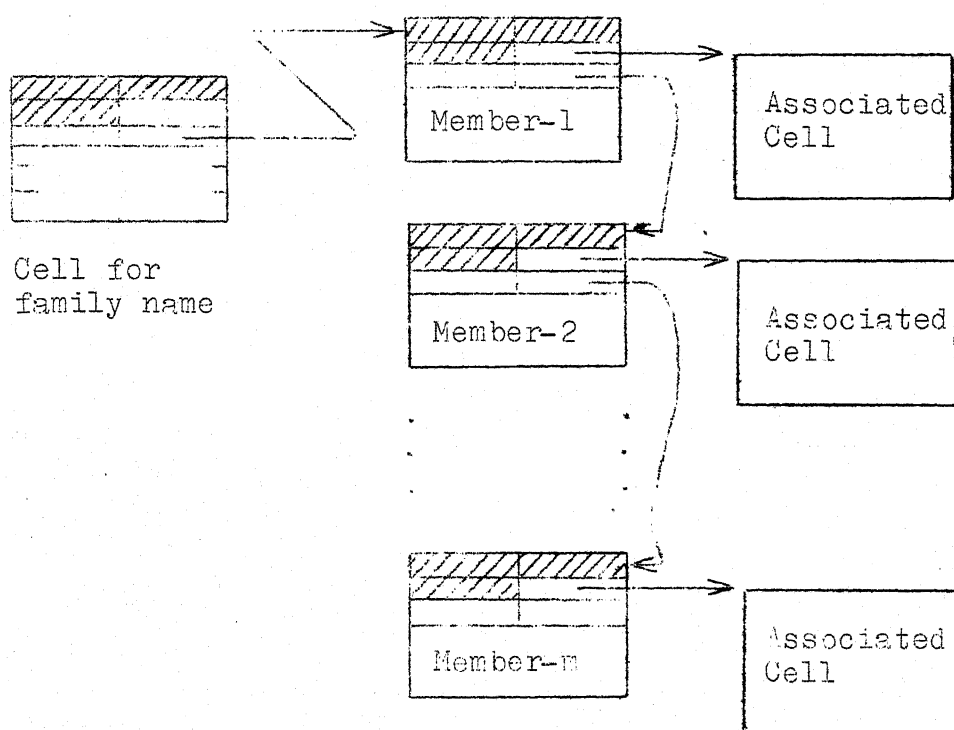 Member-1
Associated
Cell
Cell for
family name
Member-2
Associated
Cell
Member-m
Associated
Cell